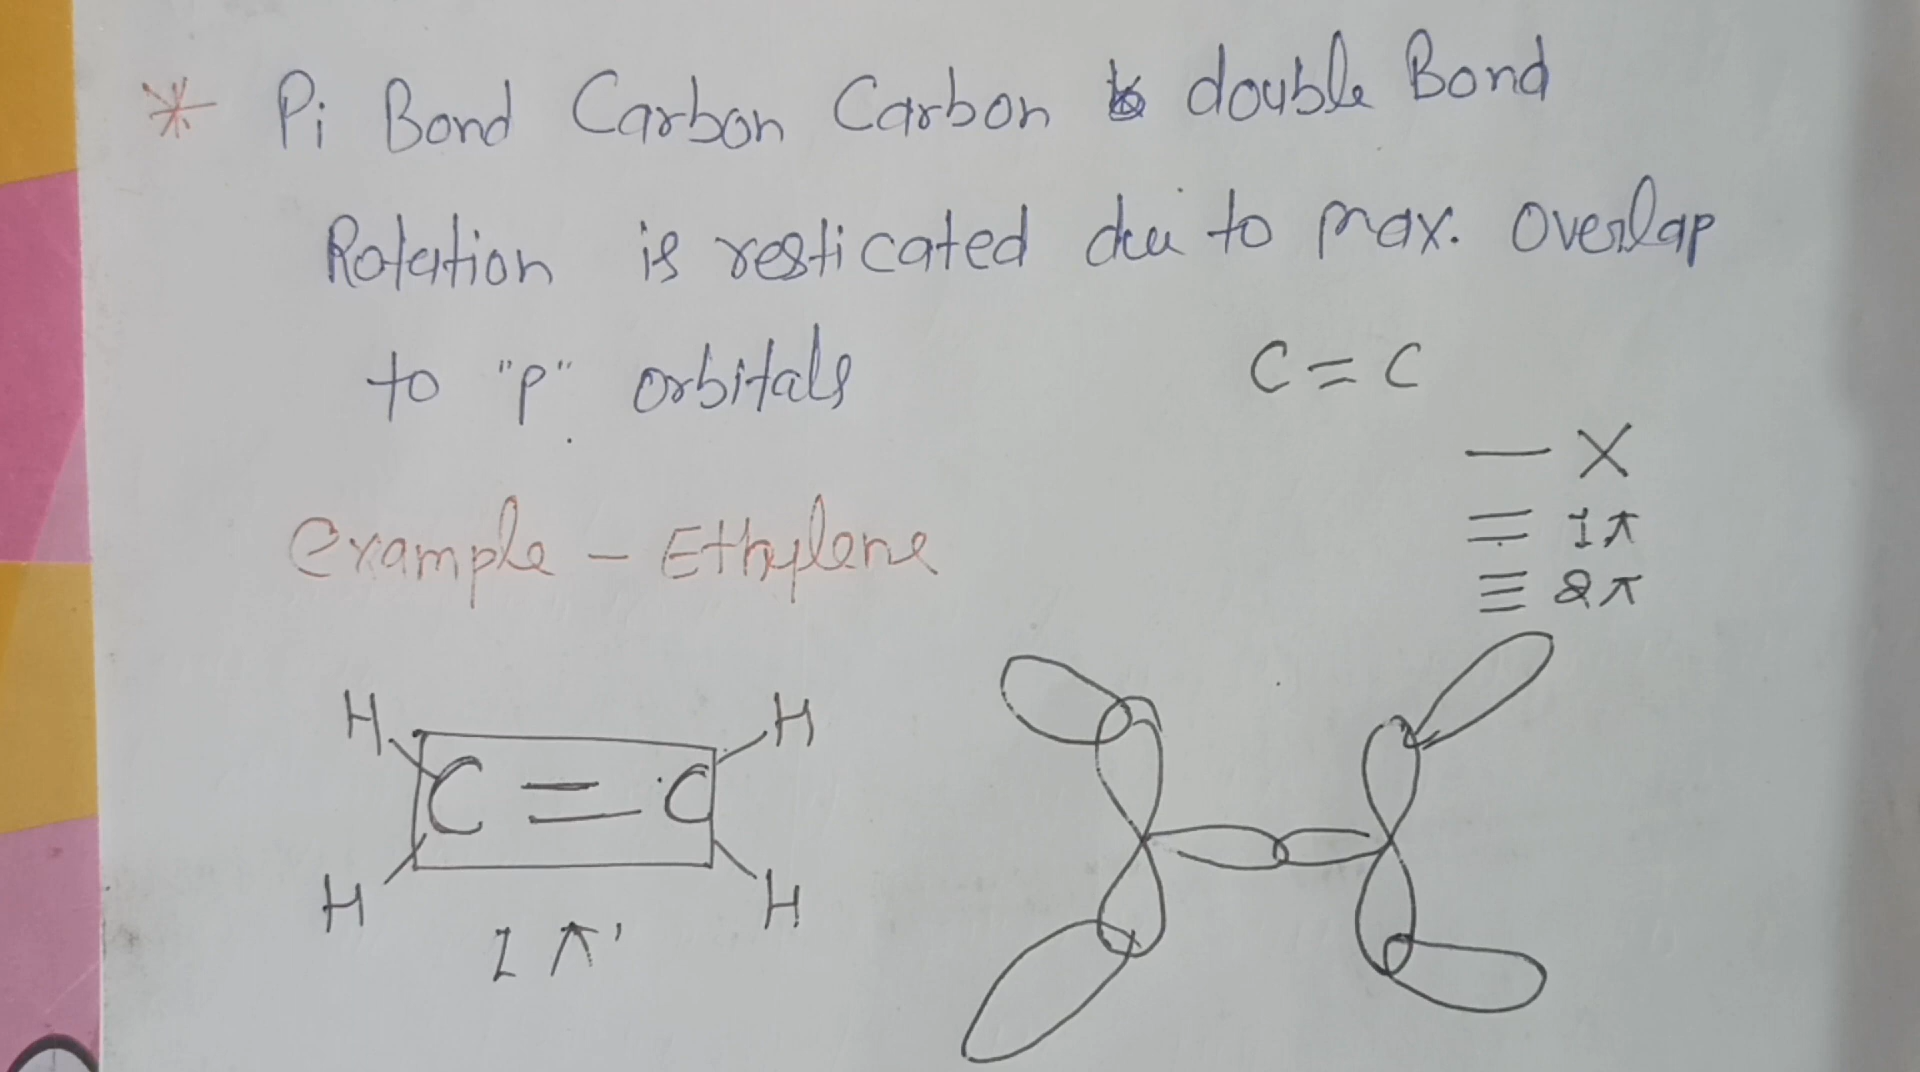 * Pi Bond Carbon Carbon double Bond
Rotation is resticated due to max. overlap
to "p" orbitals
C = C
— X
= 1π
≡ 2π
example - Ethylene
H H
C = C
H H
1 π